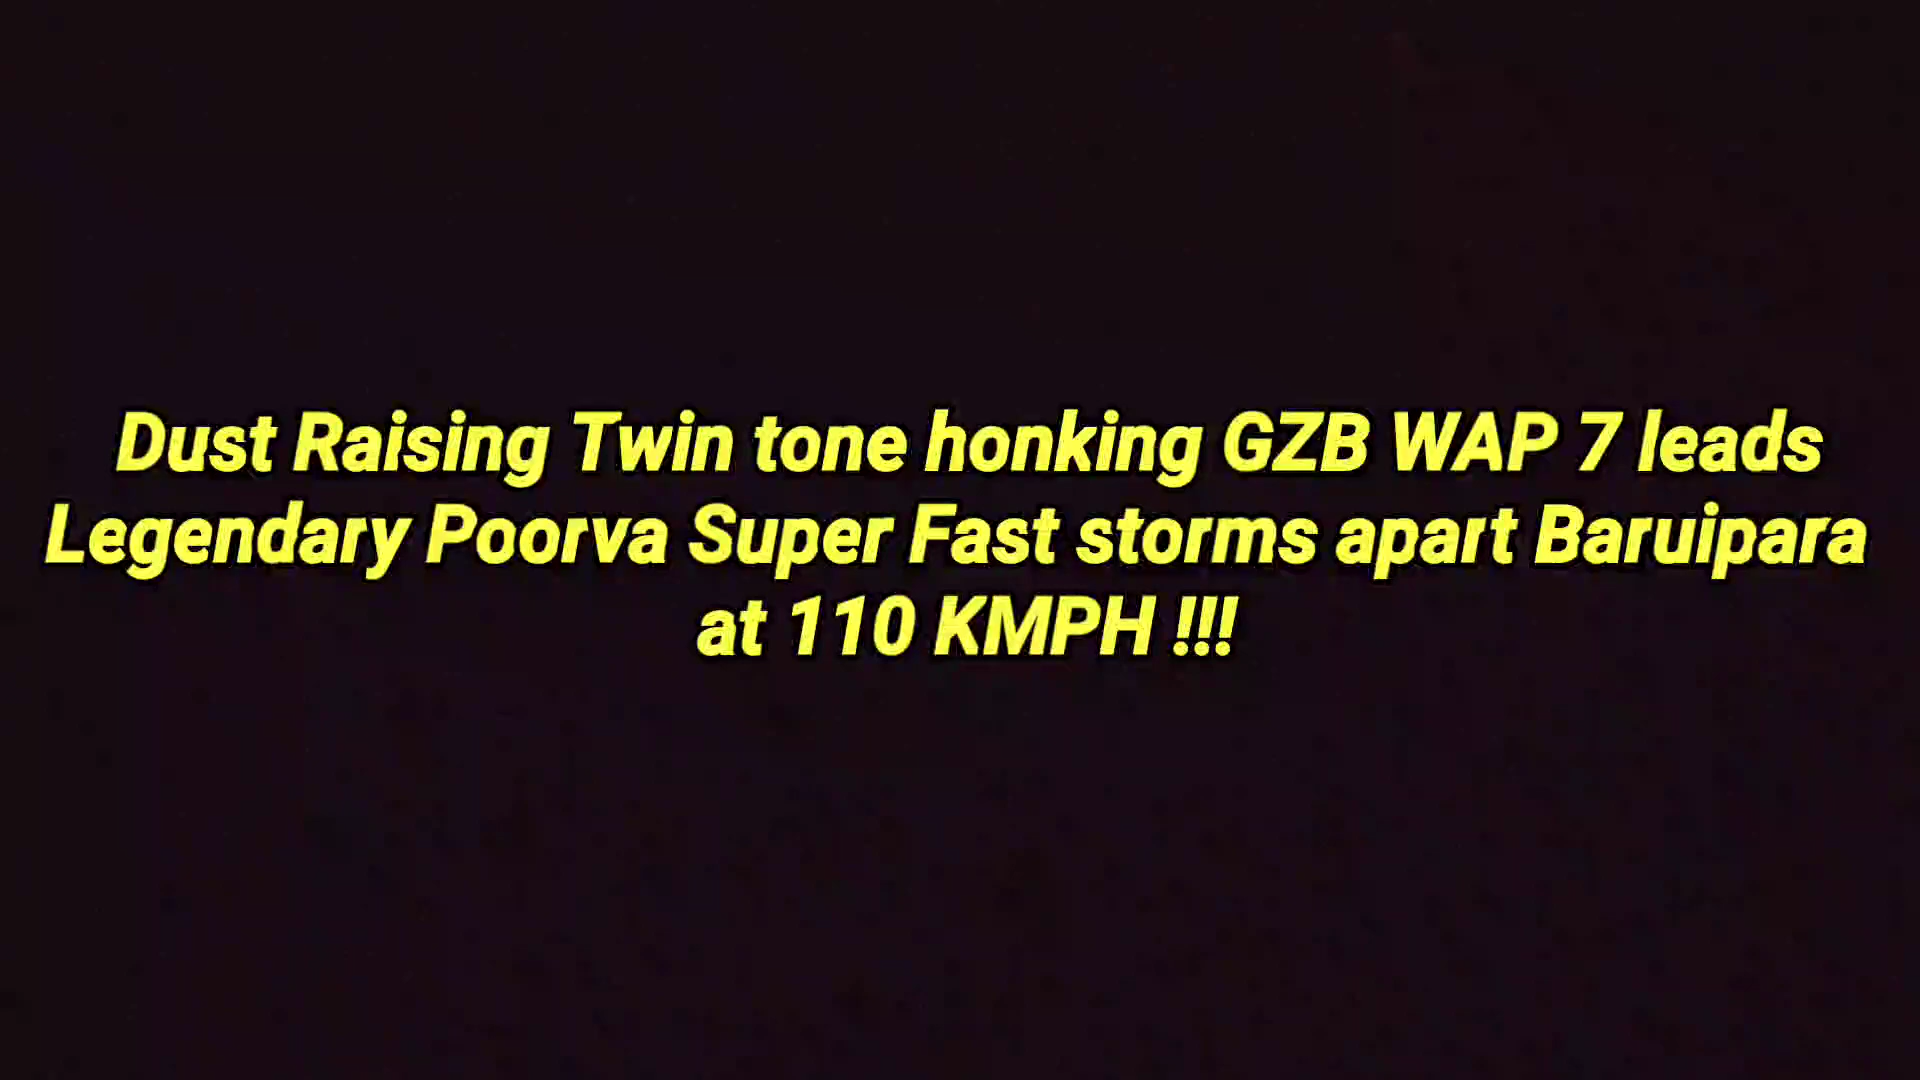 Dust Raising Twin tone honking GZB WAP 7 leads
Legendary Poorva Super Fast storms apart Baruipara
at 110 KMPH !!!